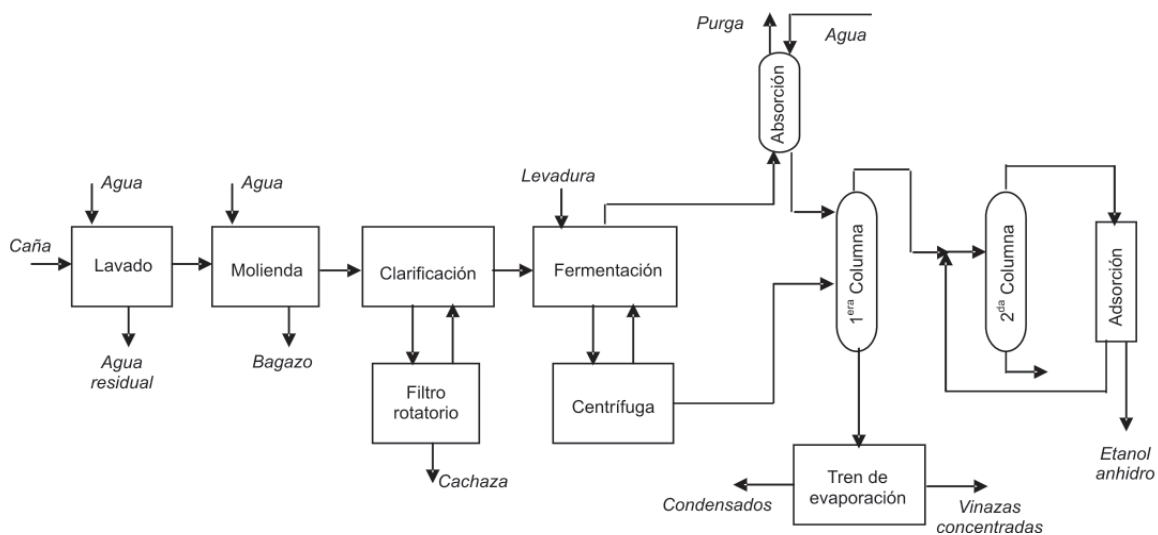 Purga
Agua
Absorción
Agua
Agua
Levadura
Caña
Lavado
Molienda
Clarificación
Fermentación
1era Columna
2da Columna
Adsorción
Agua
residual
Bagazo
Filtro
rotatorio
Centrífuga
Cachaza
Tren de
evaporación
Condensados
Vinazas
concentradas
Etanol
anhidro